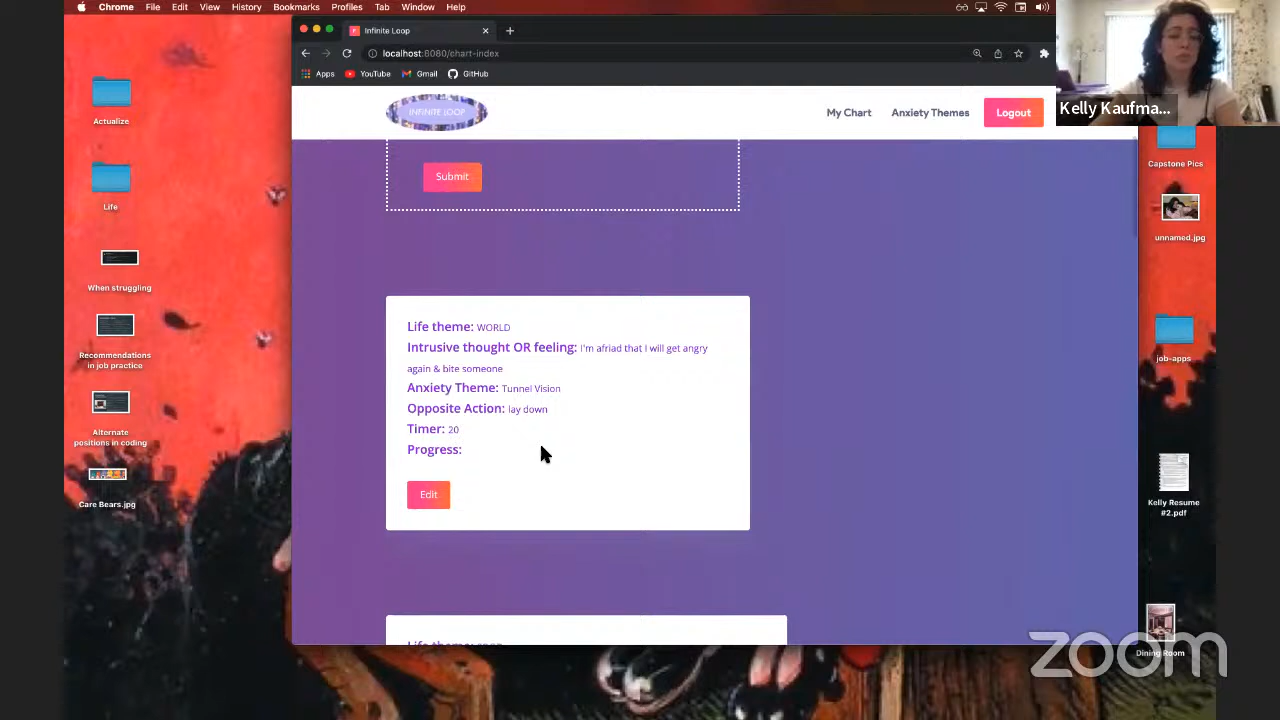 Chrome File Edit View History Bookmarks Profiles Tab Window Help
Infinite Loop
localhost:8080/chart-index
Apps YouTube Gmail GitHub
INFINITE LOOP
My Chart Anxiety Themes Logout
Kelly Kaufma...
Submit
Life theme: WORLD
Intrusive thought OR feeling: I'm afriad that I will get angry
again & bite someone
Anxiety Theme: Tunnel Vision
Opposite Action: lay down
Timer: 20
Progress:
Edit
Actualize
Life
When struggling
Recommendations
in job practice
Alternate
positions in coding
Care Bears.jpg
Capstone Pics
unnamed.jpg
job-apps
Kelly Resume
#2.pdf
Dining Room
zoom